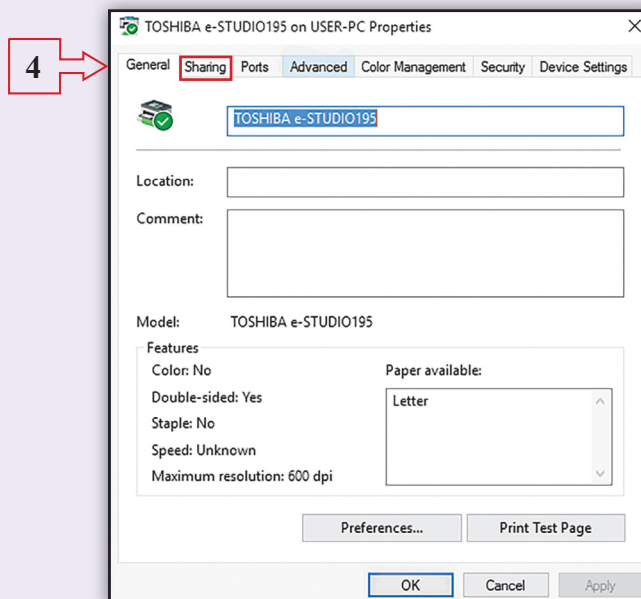 TOSHIBA e-STUDIO195 on USER-PC Properties
4
General Sharing Ports Advanced Color Management Security Device Settings
TOSHIBA e-STUDIO195
Location:
Comment:
Model: TOSHIBA e-STUDIO195
Features
Color: No
Paper available:
Double-sided: Yes
Letter
Staple: No
Speed: Unknown
Maximum resolution: 600 dpi
Preferences... Print Test Page
OK Cancel Apply